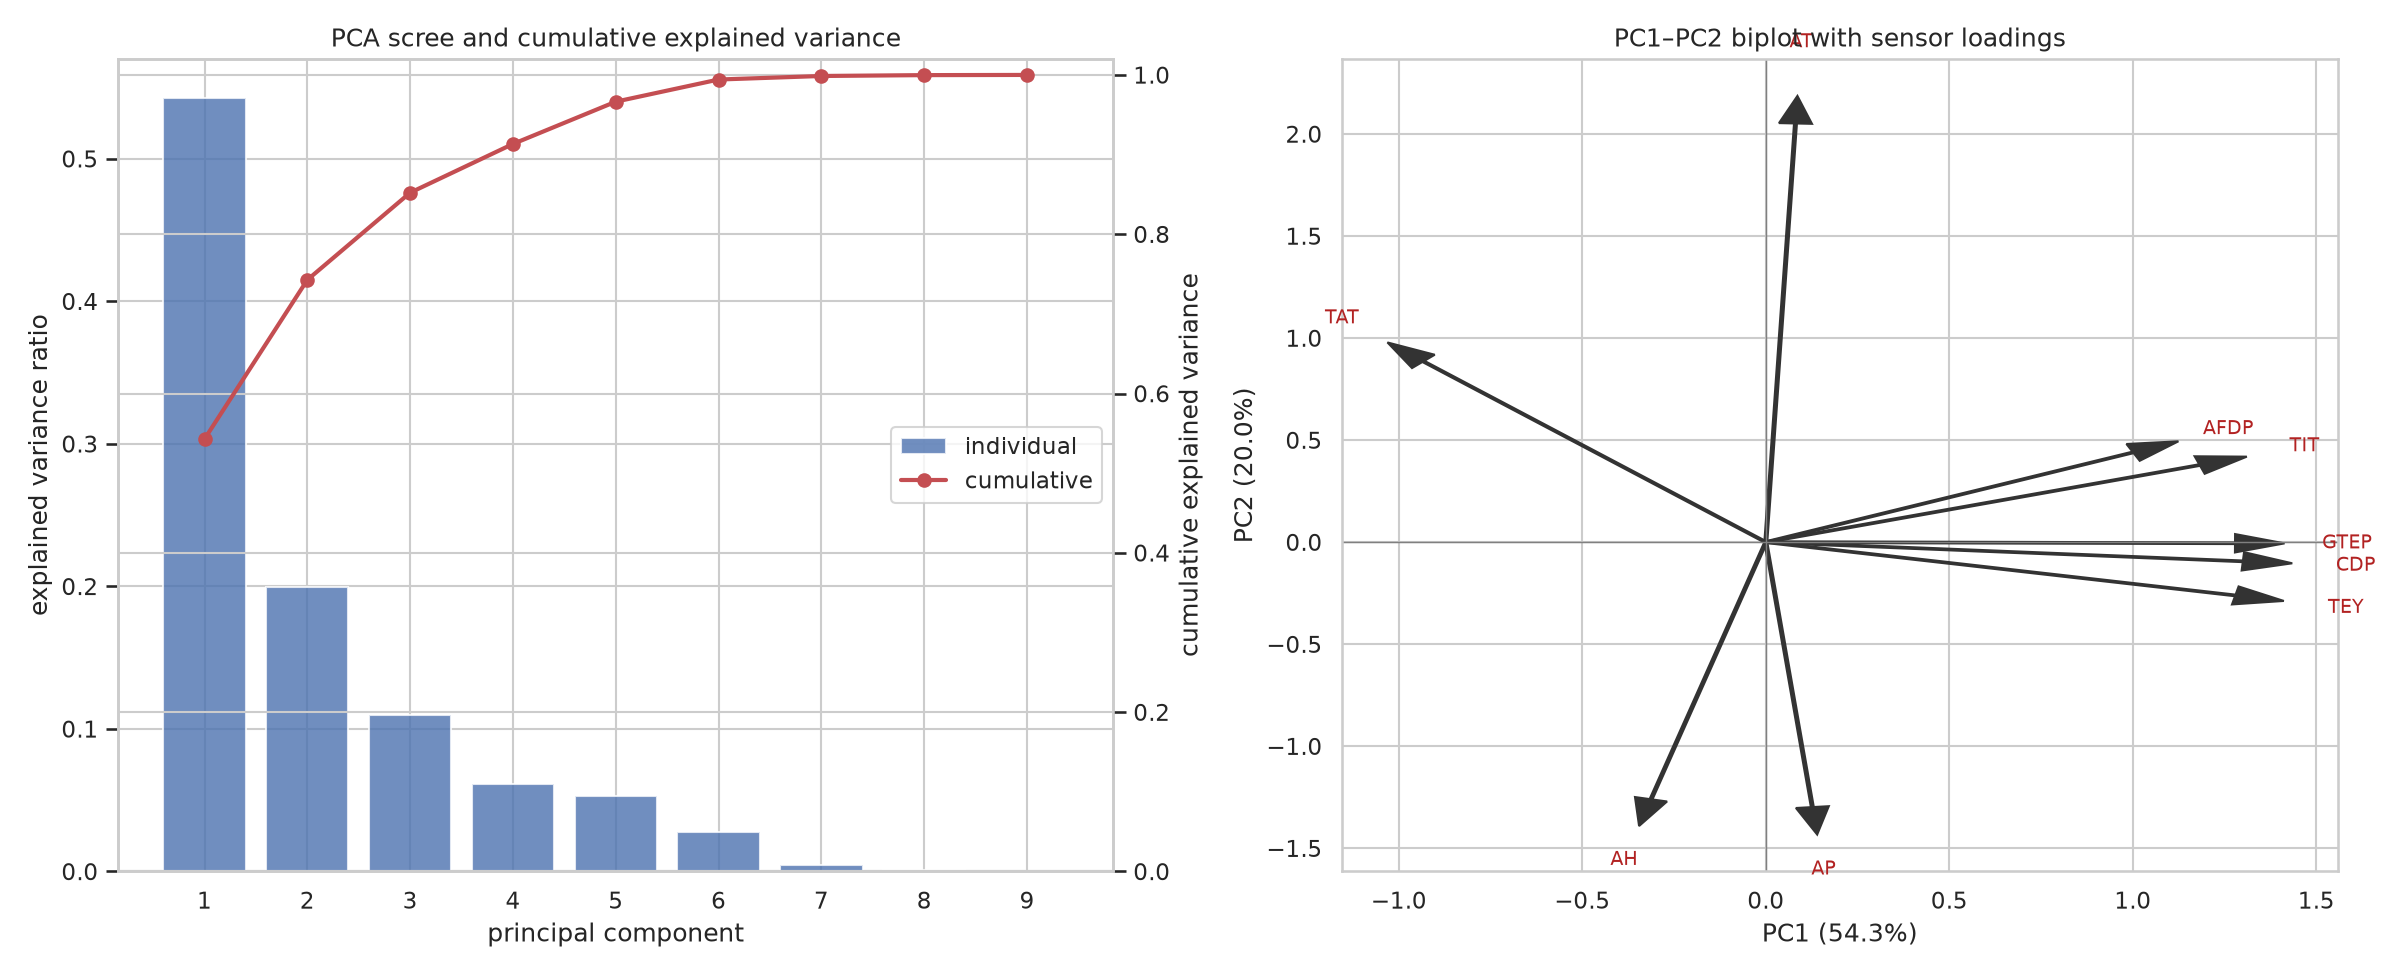 PCA scree and cumulative explained variance
explained variance ratio
0.5
0.4
0.3
0.2
0.1
0.0
1.0
0.8
0.6
0.4
0.2
0.0
cumulative explained variance
individual
cumulative
1 2 3 4 5 6 7 8 9
principal component
PC1–PC2 biplot with sensor loadings
AT
PC2 (20.0%)
2.0
1.5
1.0
0.5
0.0
−0.5
−1.0
−1.5
TAT
AFDP
TIT
GTEP
CDP
TEY
AH
AP
−1.0 −0.5 0.0 0.5 1.0 1.5
PC1 (54.3%)